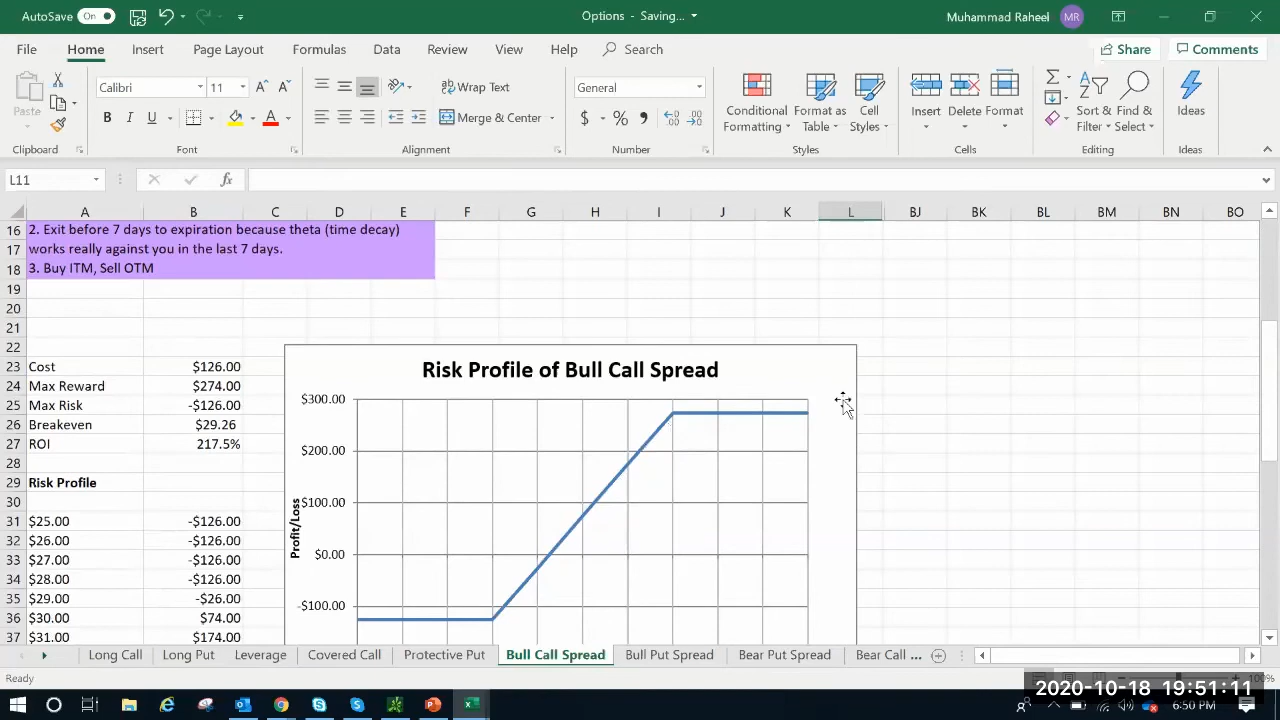 AutoSave On Options - Saving... Muhammad Raheel MR
File Home Insert Page Layout Formulas Data Review View Help Search Share Comments
Paste Calibri 11 Wrap Text General Conditional Format as Cell Insert Delete Format Sort & Find & Ideas
B I U A Merge & Center $ % Formatting Table Styles Filter Select
Clipboard Font Alignment Number Styles Cells Editing Ideas
L11 fx
A B C D E F G H I J K L BJ BK BL BM BN BO
16 2. Exit before 7 days to expiration because theta (time decay)
17 works really against you in the last 7 days.
18 3. Buy ITM, Sell OTM
19
20
21
22
23 Cost $126.00
24 Max Reward $274.00
25 Max Risk -$126.00
26 Breakeven $29.26
27 ROI 217.5%
28
29 Risk Profile
30
31 $25.00 -$126.00
32 $26.00 -$126.00
33 $27.00 -$126.00
34 $28.00 -$126.00
35 $29.00 -$26.00
36 $30.00 $74.00
37 $31.00 $174.00
Risk Profile of Bull Call Spread
$300.00
$200.00
$100.00
$0.00
-$100.00
Profit/Loss
Long Call Long Put Leverage Covered Call Protective Put Bull Call Spread Bull Put Spread Bear Put Spread Bear Call ...
Ready 100%
2020-10-18 19:51:11
6:50 PM